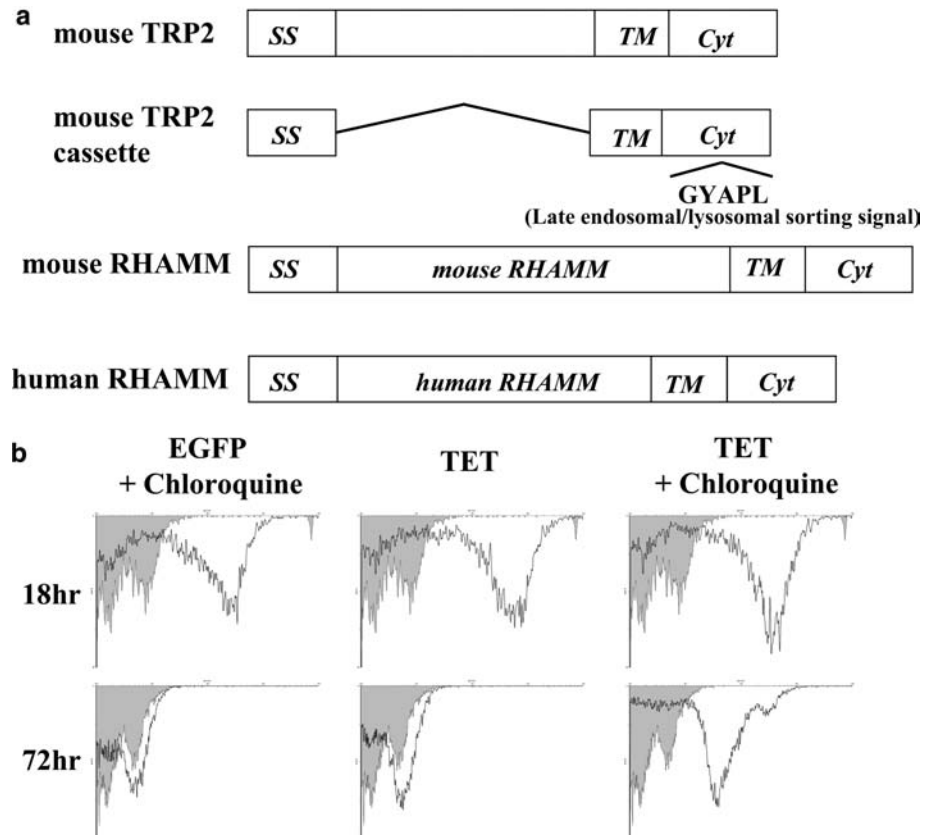 a
mouse TRP2
SS
TM
Cyt
mouse TRP2
cassette
SS
TM
Cyt
GYAPL
(Late endosomal/lysosomal sorting signal)
mouse RHAMM
SS
mouse RHAMM
TM
Cyt
human RHAMM
SS
human RHAMM
TM
Cyt
b
EGFP
+ Chloroquine
TET
TET
+ Chloroquine
18hr
72hr